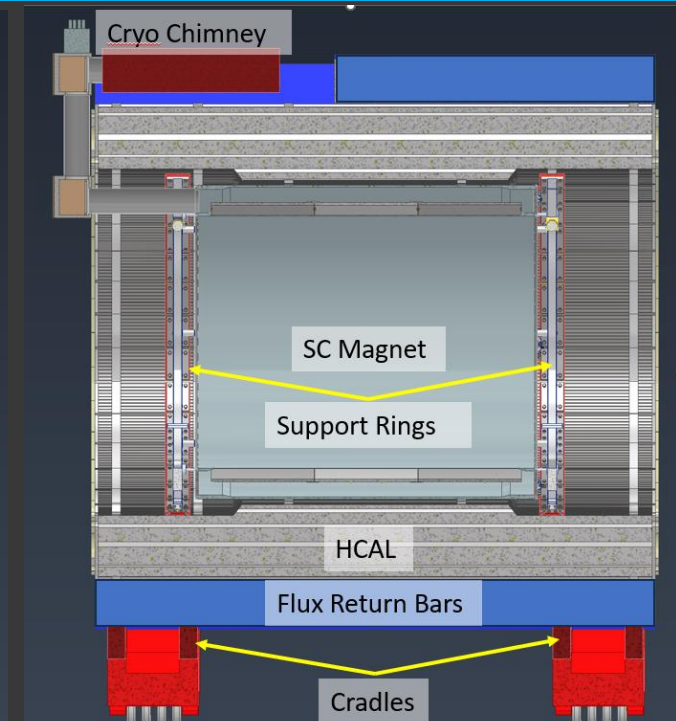 Cryo Chimney
SC Magnet
Support Rings
HCAL
Flux Return Bars
Cradles